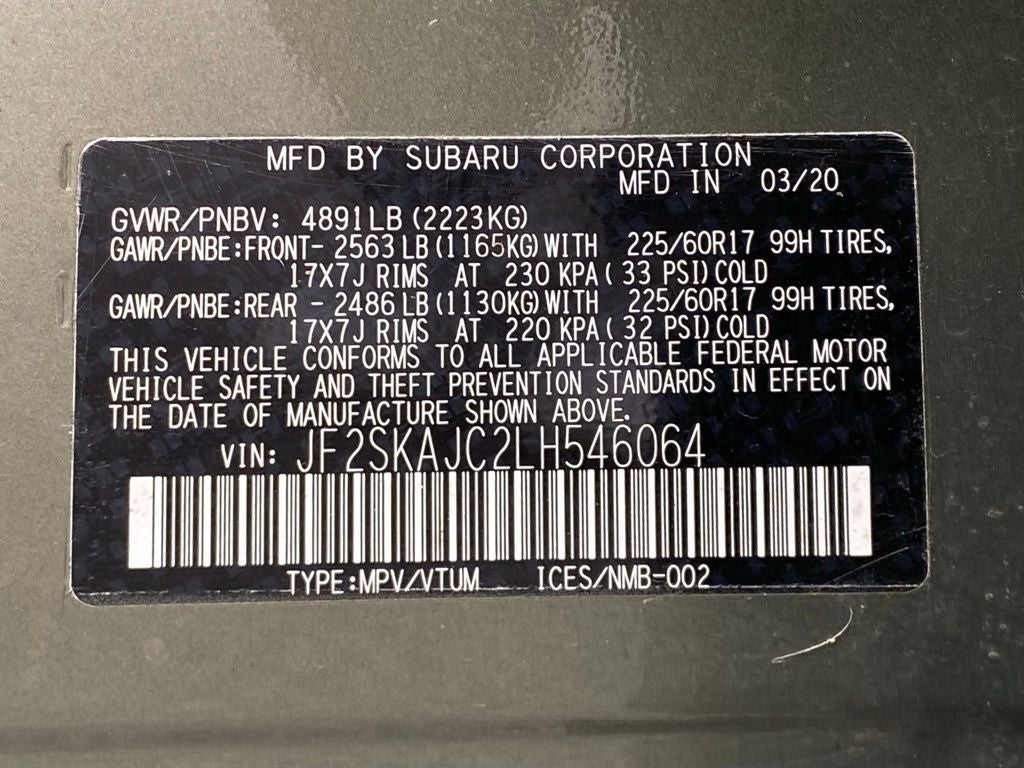 MFD BY SUBARU CORPORATION
MFD IN 03/20
GVWR/PNBV: 4891LB (2223KG)
GAWR/PNBE:FRONT- 2563 LB (1165KG) WITH 225/60R17 99H TIRES,
17X7J RIMS AT 230 KPA ( 33 PSI) COLD
GAWR/PNBE:REAR - 2486 LB (1130KG) WITH 225/60R17 99H TIRES,
17X7J RIMS AT 220 KPA ( 32 PSI) COLD
THIS VEHICLE CONFORMS TO ALL APPLICABLE FEDERAL MOTOR
VEHICLE SAFETY AND THEFT PREVENTION STANDARDS IN EFFECT ON
THE DATE OF MANUFACTURE SHOWN ABOVE.
VIN: JF2SKAJC2LH546064
TYPE:MPV/VTUM ICES/NMB-002